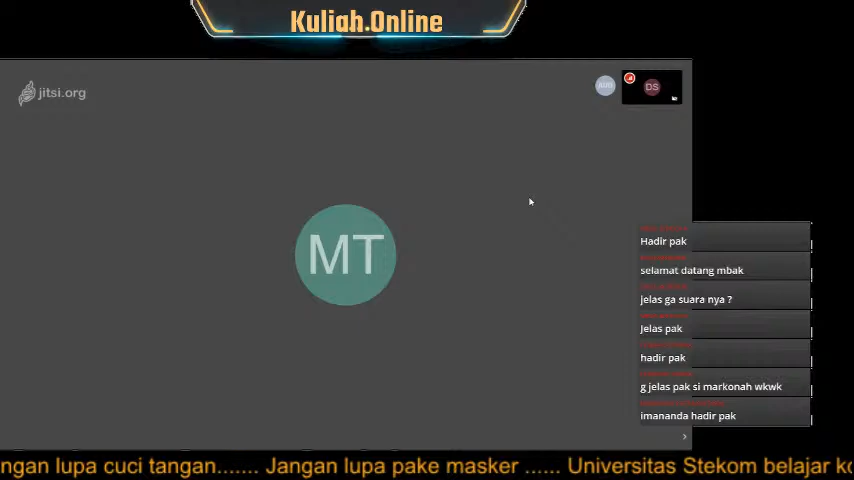 Kuliah.Online
jitsi.org
DS
MT
Hadir pak
selamat datang mbak
jelas ga suara nya ?
Jelas pak
hadir pak
g jelas pak si markonah wkwk
imananda hadir pak
ngan lupa cuci tangan....... Jangan lupa pake masker ...... Universitas Stekom belajar ko